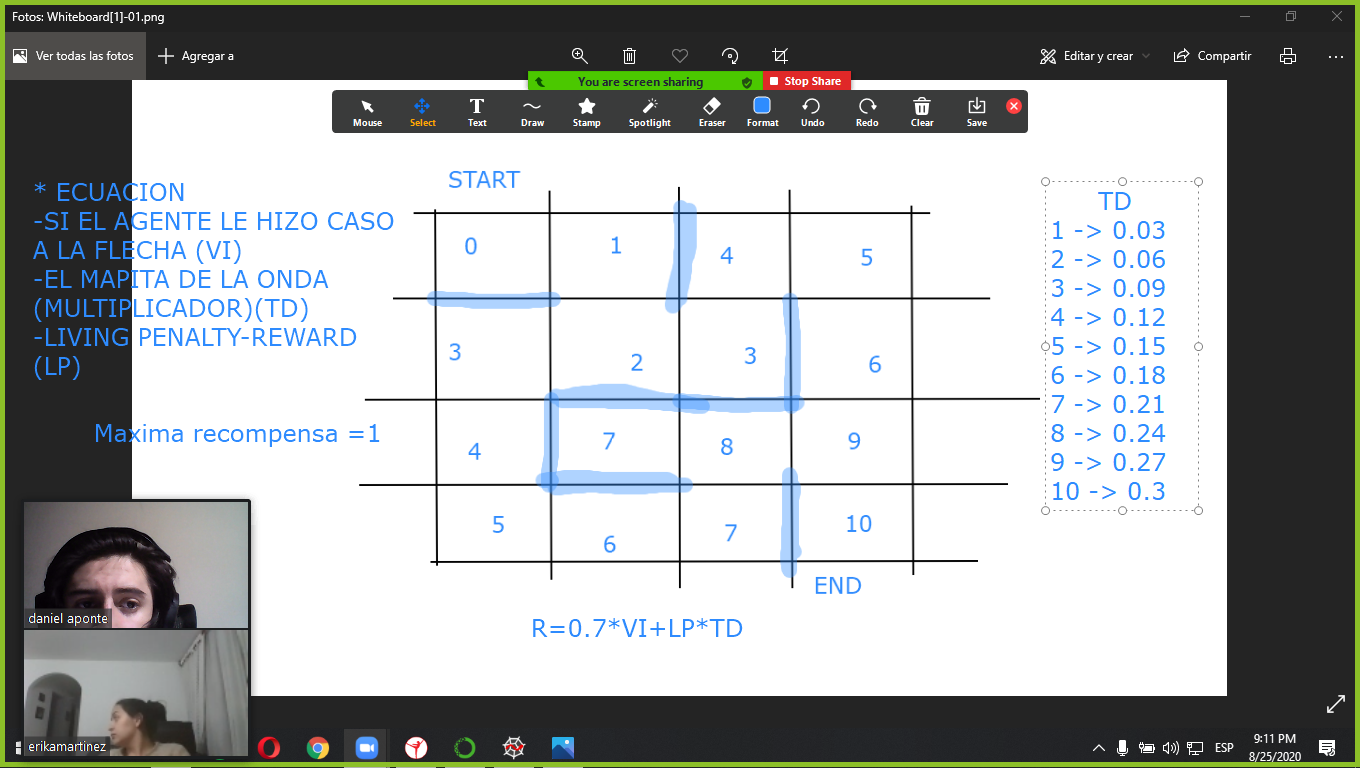 Fotos: Whiteboard[1]-01.png
Ver todas las fotos
Agregar a
Editar y crear
Compartir
You are screen sharing
Stop Share
Mouse
Select
Text
Draw
Stamp
Spotlight
Eraser
Format
Undo
Redo
Clear
Save
* ECUACION
-SI EL AGENTE LE HIZO CASO
A LA FLECHA (VI)
-EL MAPITA DE LA ONDA
(MULTIPLICADOR)(TD)
-LIVING PENALTY-REWARD
(LP)
Maxima recompensa =1
START
0 1 4 5
3 2 3 6
4 7 8 9
5 6 7 10
END
R=0.7*VI+LP*TD
TD
1 -> 0.03
2 -> 0.06
3 -> 0.09
4 -> 0.12
5 -> 0.15
6 -> 0.18
7 -> 0.21
8 -> 0.24
9 -> 0.27
10 -> 0.3
daniel aponte
erikamartinez
ESP
9:11 PM
8/25/2020